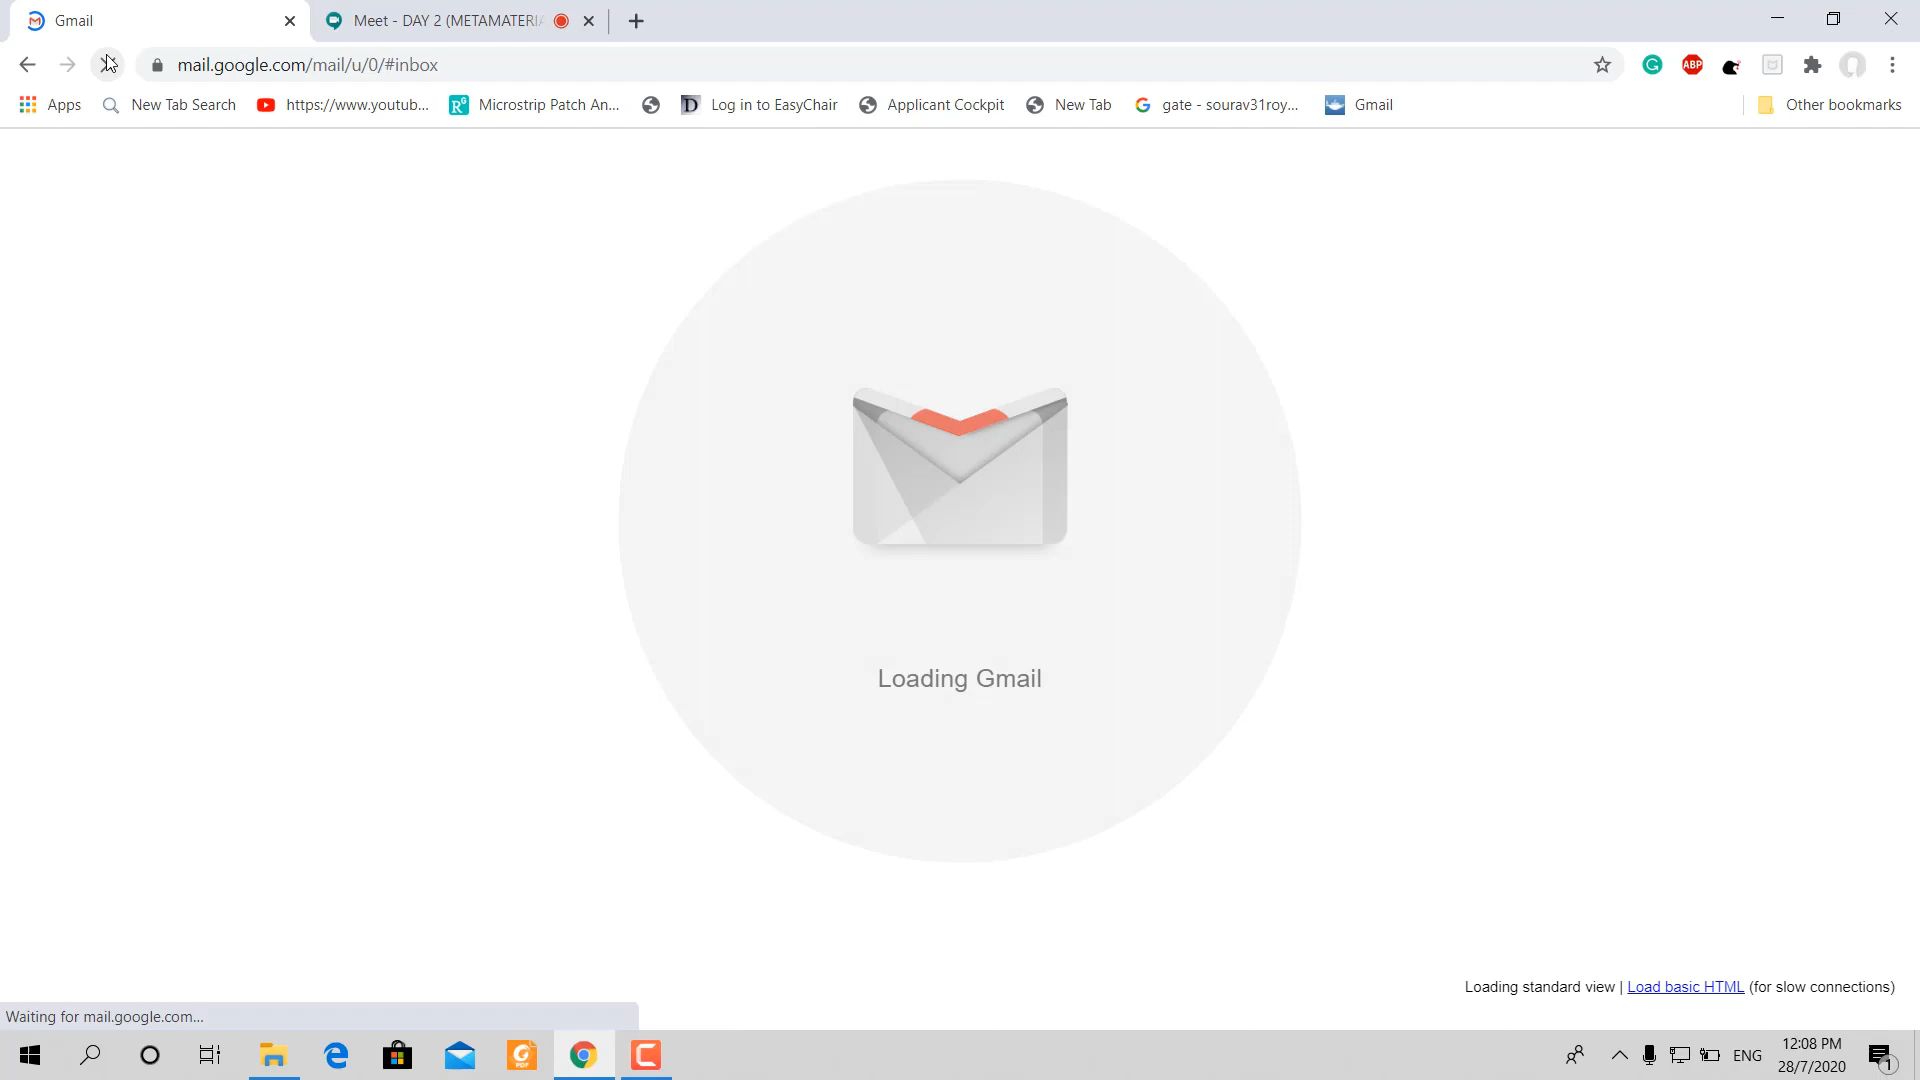 Gmail
Meet - DAY 2 (METAMATERI
mail.google.com/mail/u/0/#inbox
ABP
Apps
New Tab Search
https://www.youtub...
Microstrip Patch An...
Log in to EasyChair
Applicant Cockpit
New Tab
gate - sourav31roy...
Gmail
Other bookmarks
Loading Gmail
Loading standard view | Load basic HTML (for slow connections)
Waiting for mail.google.com...
PDF
ENG
12:08 PM
28/7/2020
1